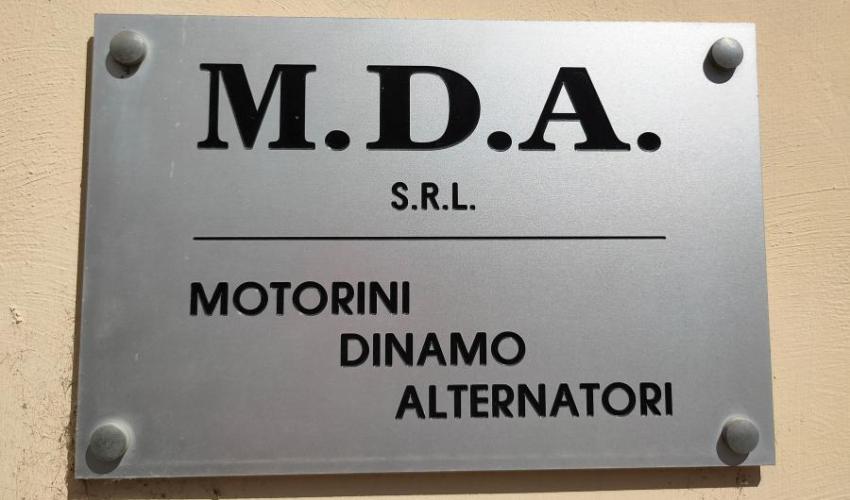 M.D.A.
S.R.L.
MOTORINI
DINAMO
ALTERNATORI